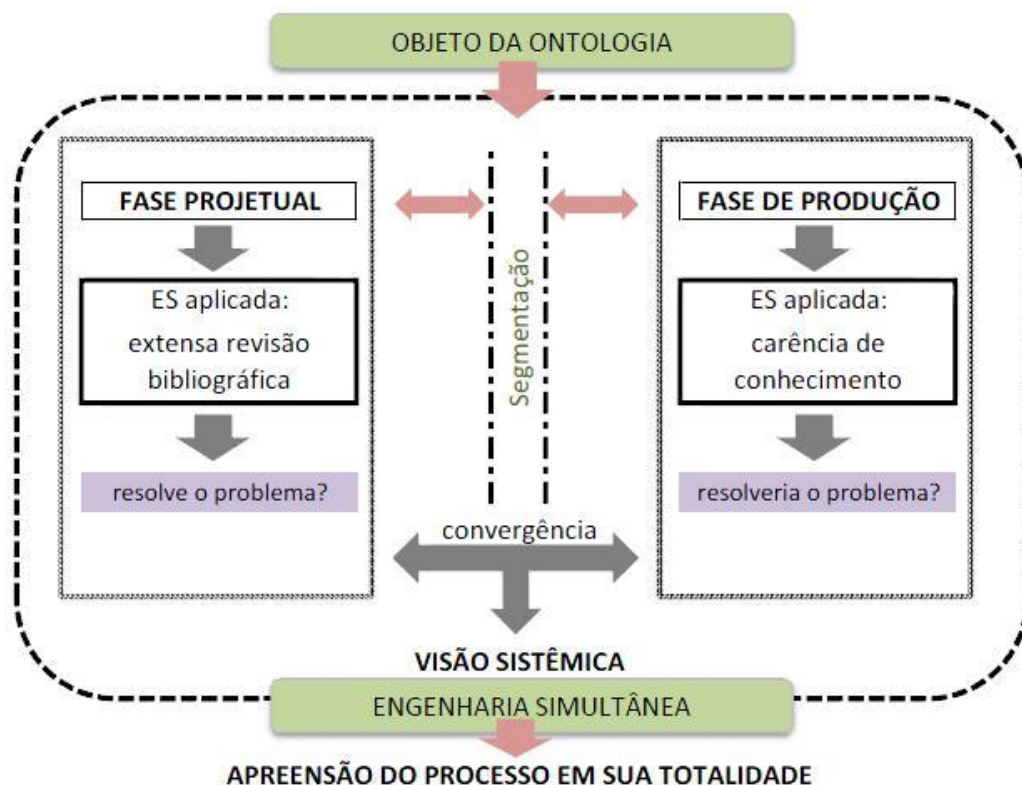 OBJETO DA ONTOLOGIA
FASE PROJETUAL
ES aplicada:
extensa revisão
bibliográfica
resolve o problema?
Segmentação
FASE DE PRODUÇÃO
ES aplicada:
carência de
conhecimento
resolveria o problema?
convergência
VISÃO SISTÊMICA
ENGENHARIA SIMULTÂNEA
APREENSÃO DO PROCESSO EM SUA TOTALIDADE